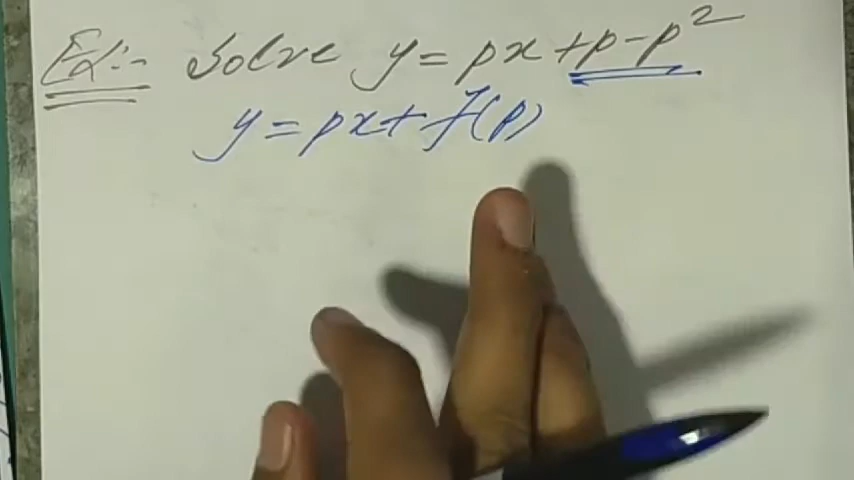 Ex:- Solve y = px + p - p²
y = px + f(p)